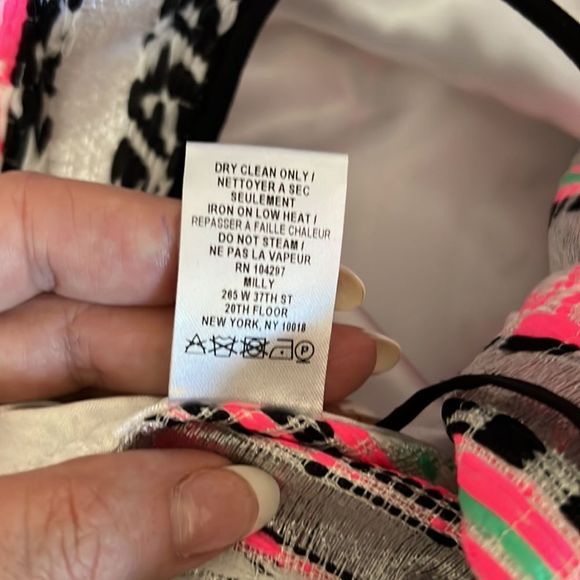 DRY CLEAN ONLY /
NETTOYER A SEC
SEULEMENT
IRON ON LOW HEAT /
REPASSER A FAILLE CHALEUR
DO NOT STEAM /
NE PAS LA VAPEUR
RN 104297
MILLY
265 W 37TH ST
20TH FLOOR
NEW YORK, NY 10018
P